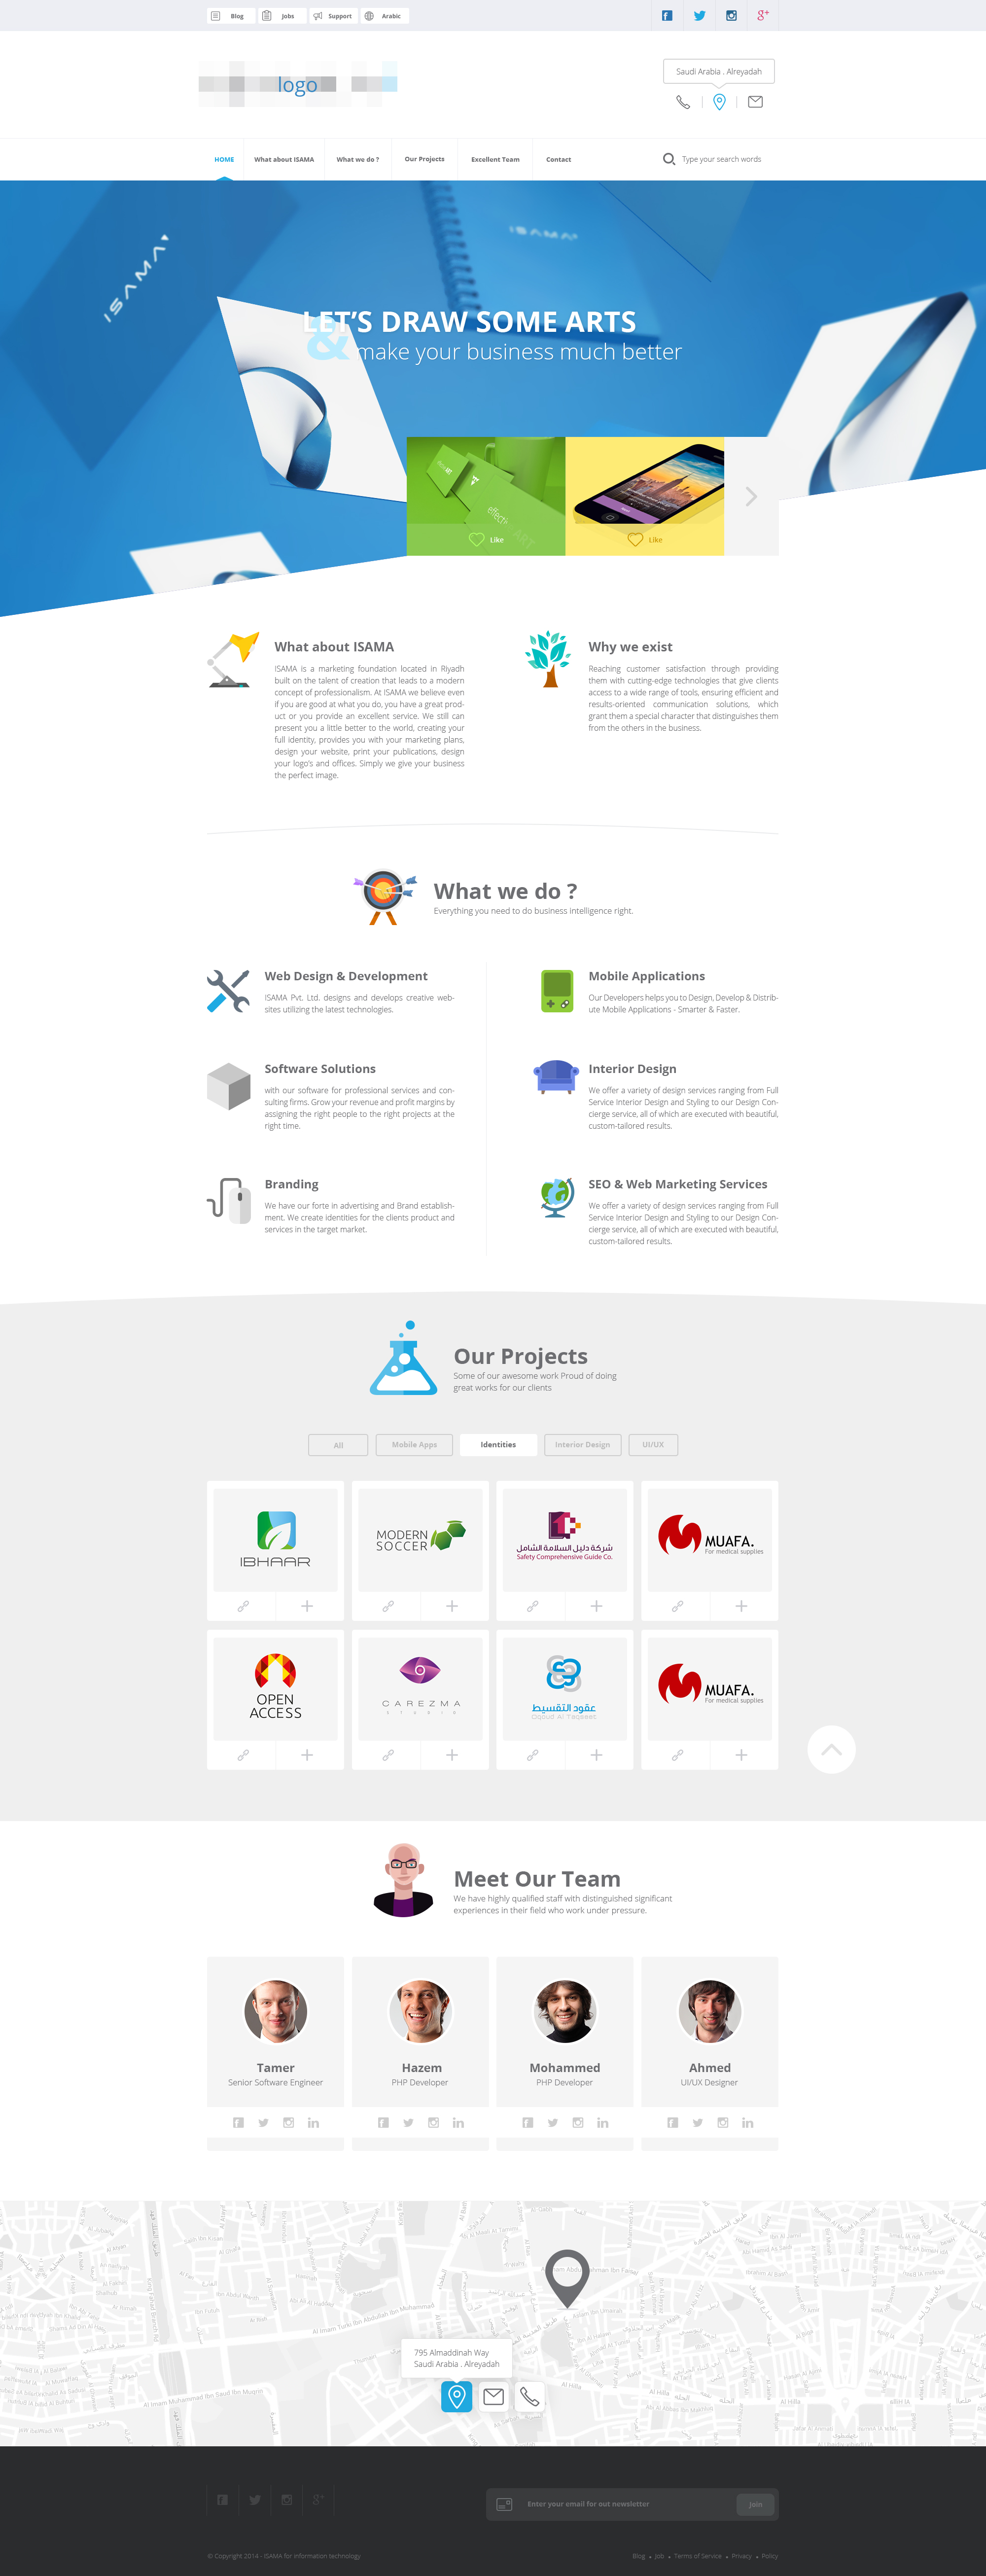 Blog
Jobs
Support
Arabic
logo
Saudi Arabia . Alreyadah
HOME
What about ISAMA
What we do ?
Our Projects
Excellent Team
Contact
Type your search words
ISAMA
ISAMA
LET'S DRAW SOME ARTS
& make your business much better
Like
Like
What about ISAMA
ISAMA is a marketing foundation located in Riyadh
built on the talent of creation that leads to a modern
concept of professionalism. At ISAMA we believe even
if you are good at what you do, you have a great prod-
uct or you provide an excellent service. We still can
present you a little better to the world, creating your
full identity, provides you with your marketing plans,
design your website, print your publications, design
your logo's and offices. Simply we give your business
the perfect image.
Why we exist
Reaching customer satisfaction through providing
them with cutting-edge technologies that give clients
access to a wide range of tools, ensuring efficient and
results-oriented communication solutions, which
grant them a special character that distinguishes them
from the others in the business.
What we do ?
Everything you need to do business intelligence right.
Web Design & Development
ISAMA Pvt. Ltd. designs and develops creative web-
sites utilizing the latest technologies.
Mobile Applications
Our Developers helps you to Design, Develop & Distrib-
ute Mobile Applications - Smarter & Faster.
Software Solutions
with our software for professional services and con-
sulting firms. Grow your revenue and profit margins by
assigning the right people to the right projects at the
right time.
Interior Design
We offer a variety of design services ranging from Full
Service Interior Design and Styling to our Design Con-
cierge service, all of which are executed with beautiful,
custom-tailored results.
Branding
We have our forte in advertising and Brand establish-
ment. We create identities for the clients product and
services in the target market.
SEO & Web Marketing Services
We offer a variety of design services ranging from Full
Service Interior Design and Styling to our Design Con-
cierge service, all of which are executed with beautiful,
custom-tailored results.
Our Projects
Some of our awesome work Proud of doing
great works for our clients
All
Mobile Apps
Identities
Interior Design
UI/UX
IBHAAR
MODERN
SOCCER
شركة دليل السلامة الشامل
Safety Comprehensive Guide Co.
MUAFA.
For medical supplies
OPEN
ACCESS
CAREZMA
studio
عقود التقسيط
Oqoud Al Taqseet
MUAFA.
For medical supplies
Meet Our Team
We have highly qualified staff with distinguished significant
experiences in their field who work under pressure.
Tamer
Senior Software Engineer
Hazem
PHP Developer
Mohammed
PHP Developer
Ahmed
UI/UX Designer
795 Almaddinah Way
Saudi Arabia . Alreyadah
Enter your email for out newsletter
Join
© Copyright 2014 - ISAMA for information technology
Blog • Job • Terms of Service • Privacy • Policy